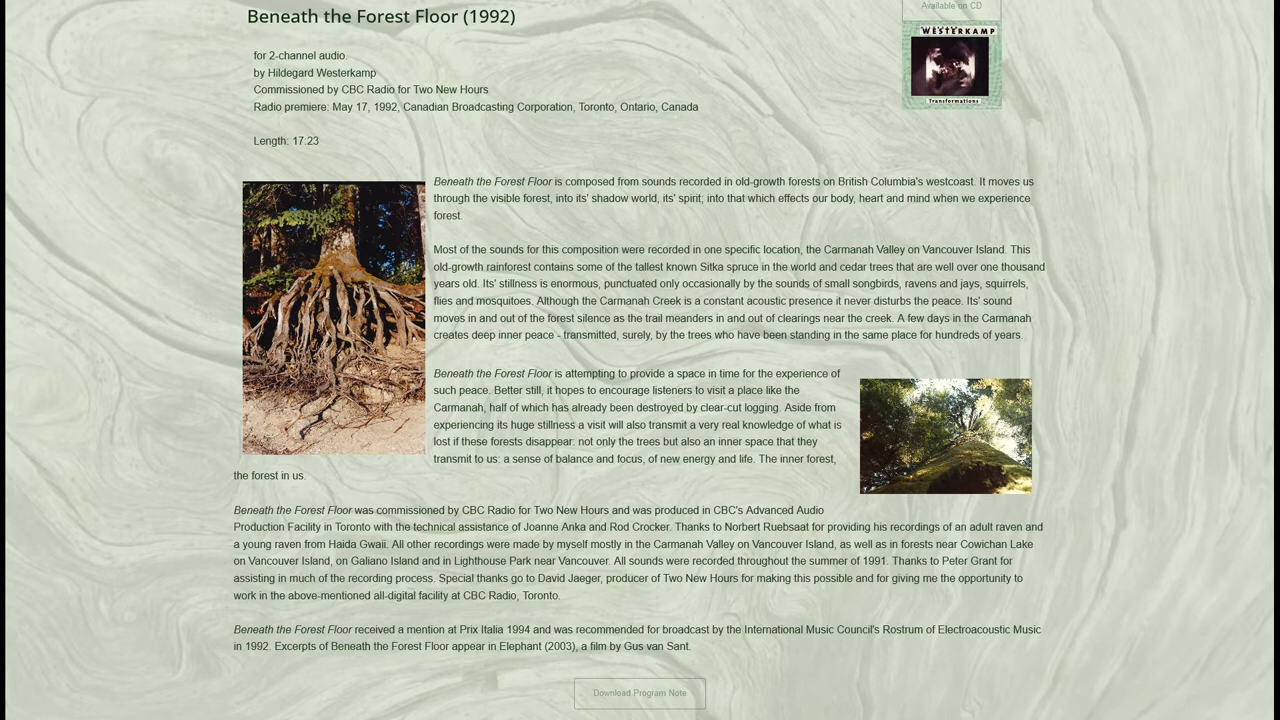 Available on CD
Beneath the Forest Floor (1992)
WESTERKAMP
Transformations
for 2-channel audio.
by Hildegard Westerkamp
Commissioned by CBC Radio for Two New Hours
Radio premiere: May 17, 1992, Canadian Broadcasting Corporation, Toronto, Ontario, Canada
Length: 17:23
Beneath the Forest Floor is composed from sounds recorded in old-growth forests on British Columbia's westcoast. It moves us
through the visible forest, into its' shadow world, its' spirit; into that which effects our body, heart and mind when we experience
forest.
Most of the sounds for this composition were recorded in one specific location, the Carmanah Valley on Vancouver Island. This
old-growth rainforest contains some of the tallest known Sitka spruce in the world and cedar trees that are well over one thousand
years old. Its' stillness is enormous, punctuated only occasionally by the sounds of small songbirds, ravens and jays, squirrels,
flies and mosquitoes. Although the Carmanah Creek is a constant acoustic presence it never disturbs the peace. Its' sound
moves in and out of the forest silence as the trail meanders in and out of clearings near the creek. A few days in the Carmanah
creates deep inner peace - transmitted, surely, by the trees who have been standing in the same place for hundreds of years.
Beneath the Forest Floor is attempting to provide a space in time for the experience of
such peace. Better still, it hopes to encourage listeners to visit a place like the
Carmanah, half of which has already been destroyed by clear-cut logging. Aside from
experiencing its huge stillness a visit will also transmit a very real knowledge of what is
lost if these forests disappear: not only the trees but also an inner space that they
transmit to us: a sense of balance and focus, of new energy and life. The inner forest,
the forest in us.
Beneath the Forest Floor was commissioned by CBC Radio for Two New Hours and was produced in CBC's Advanced Audio
Production Facility in Toronto with the technical assistance of Joanne Anka and Rod Crocker. Thanks to Norbert Ruebsaat for providing his recordings of an adult raven and
a young raven from Haida Gwaii. All other recordings were made by myself mostly in the Carmanah Valley on Vancouver Island, as well as in forests near Cowichan Lake
on Vancouver Island, on Galiano Island and in Lighthouse Park near Vancouver. All sounds were recorded throughout the summer of 1991. Thanks to Peter Grant for
assisting in much of the recording process. Special thanks go to David Jaeger, producer of Two New Hours for making this possible and for giving me the opportunity to
work in the above-mentioned all-digital facility at CBC Radio, Toronto.
Beneath the Forest Floor received a mention at Prix Italia 1994 and was recommended for broadcast by the International Music Council's Rostrum of Electroacoustic Music
in 1992. Excerpts of Beneath the Forest Floor appear in Elephant (2003), a film by Gus van Sant.
Download Program Note